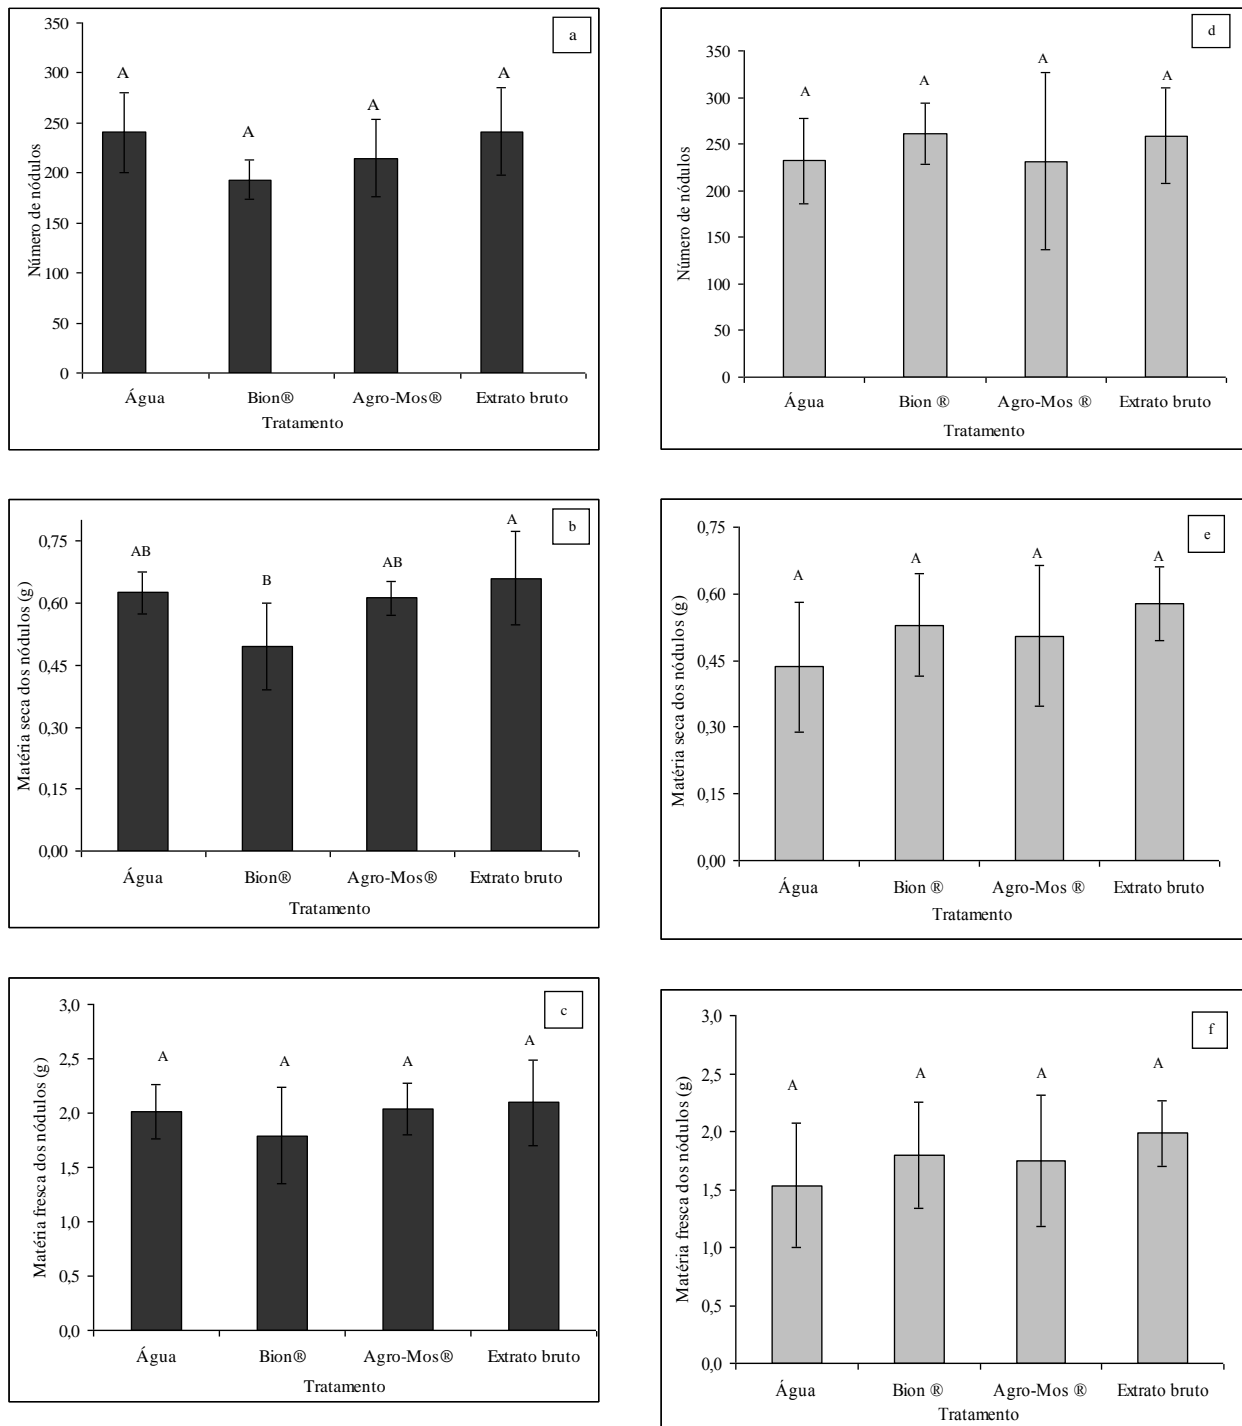 a
Número de nódulos
350
300
250
200
150
100
50
0
A
A
A
A
Água
Bion®
Agro-Mos®
Extrato bruto
Tratamento
d
Número de nódulos
350
300
250
200
150
100
50
0
A
A
A
A
Água
Bion ®
Agro-Mos ®
Extrato bruto
Tratamento
b
Matéria seca dos nódulos (g)
0,75
0,60
0,45
0,30
0,15
0,00
AB
B
AB
A
Água
Bion®
Agro-Mos®
Extrato bruto
Tratamento
e
Matéria seca dos nódulos (g)
0,75
0,60
0,45
0,30
0,15
0,00
A
A
A
A
Água
Bion ®
Agro-Mos ®
Extrato bruto
Tratamento
c
Matéria fresca dos nódulos (g)
3,0
2,5
2,0
1,5
1,0
0,5
0,0
A
A
A
A
Água
Bion®
Agro-Mos®
Extrato bruto
Tratamento
f
Matéria fresca dos nódulos (g)
3,0
2,5
2,0
1,5
1,0
0,5
0,0
A
A
A
A
Água
Bion ®
Agro-Mos ®
Extrato bruto
Tratamento